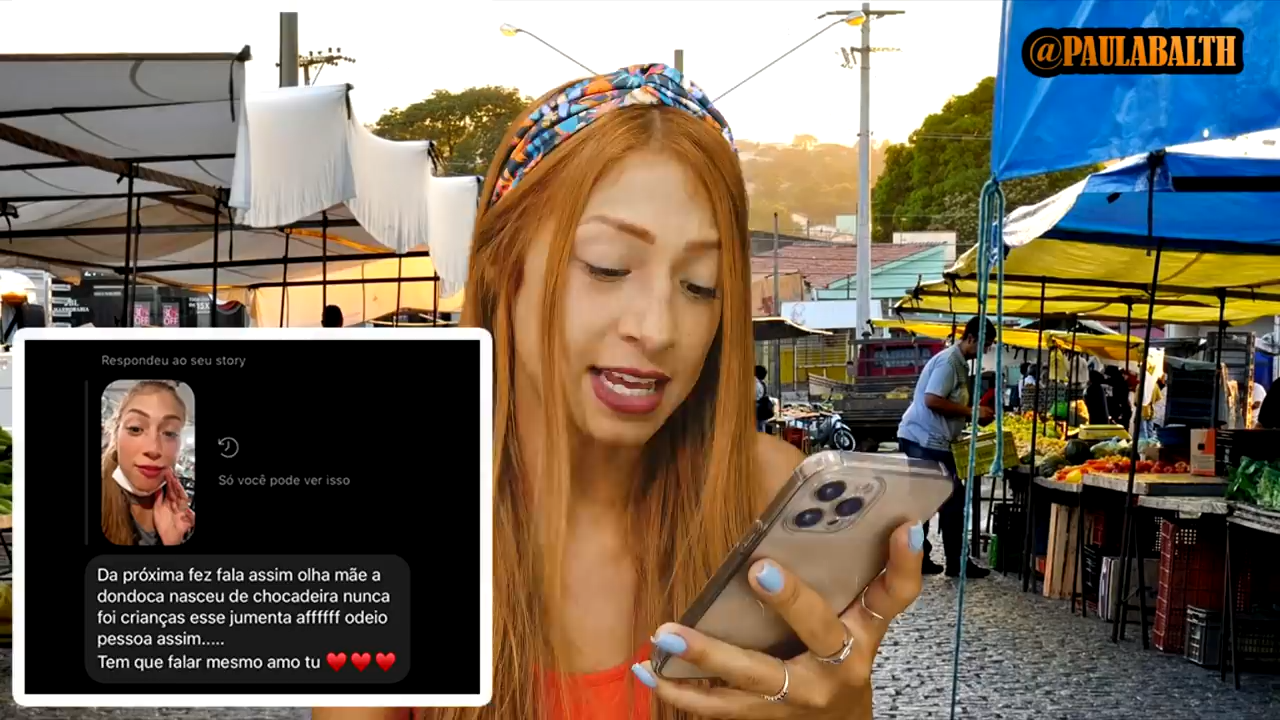 @PAULABALTH
Respondeu ao seu story
Só você pode ver isso
Da próxima fez fala assim olha mãe a
dondoca nasceu de chocadeira nunca
foi crianças esse jumenta affffff odeio
pessoa assim.....
Tem que falar mesmo amo tu ❤️❤️❤️